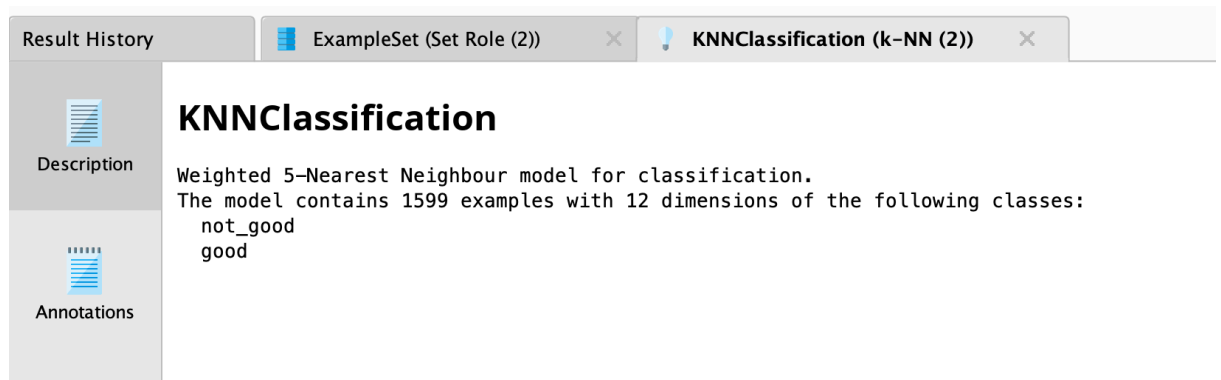 Result History
ExampleSet (Set Role (2))
KNNClassification (k-NN (2))
Description
Annotations
KNNClassification
Weighted 5-Nearest Neighbour model for classification.
The model contains 1599 examples with 12 dimensions of the following classes:
not_good
good